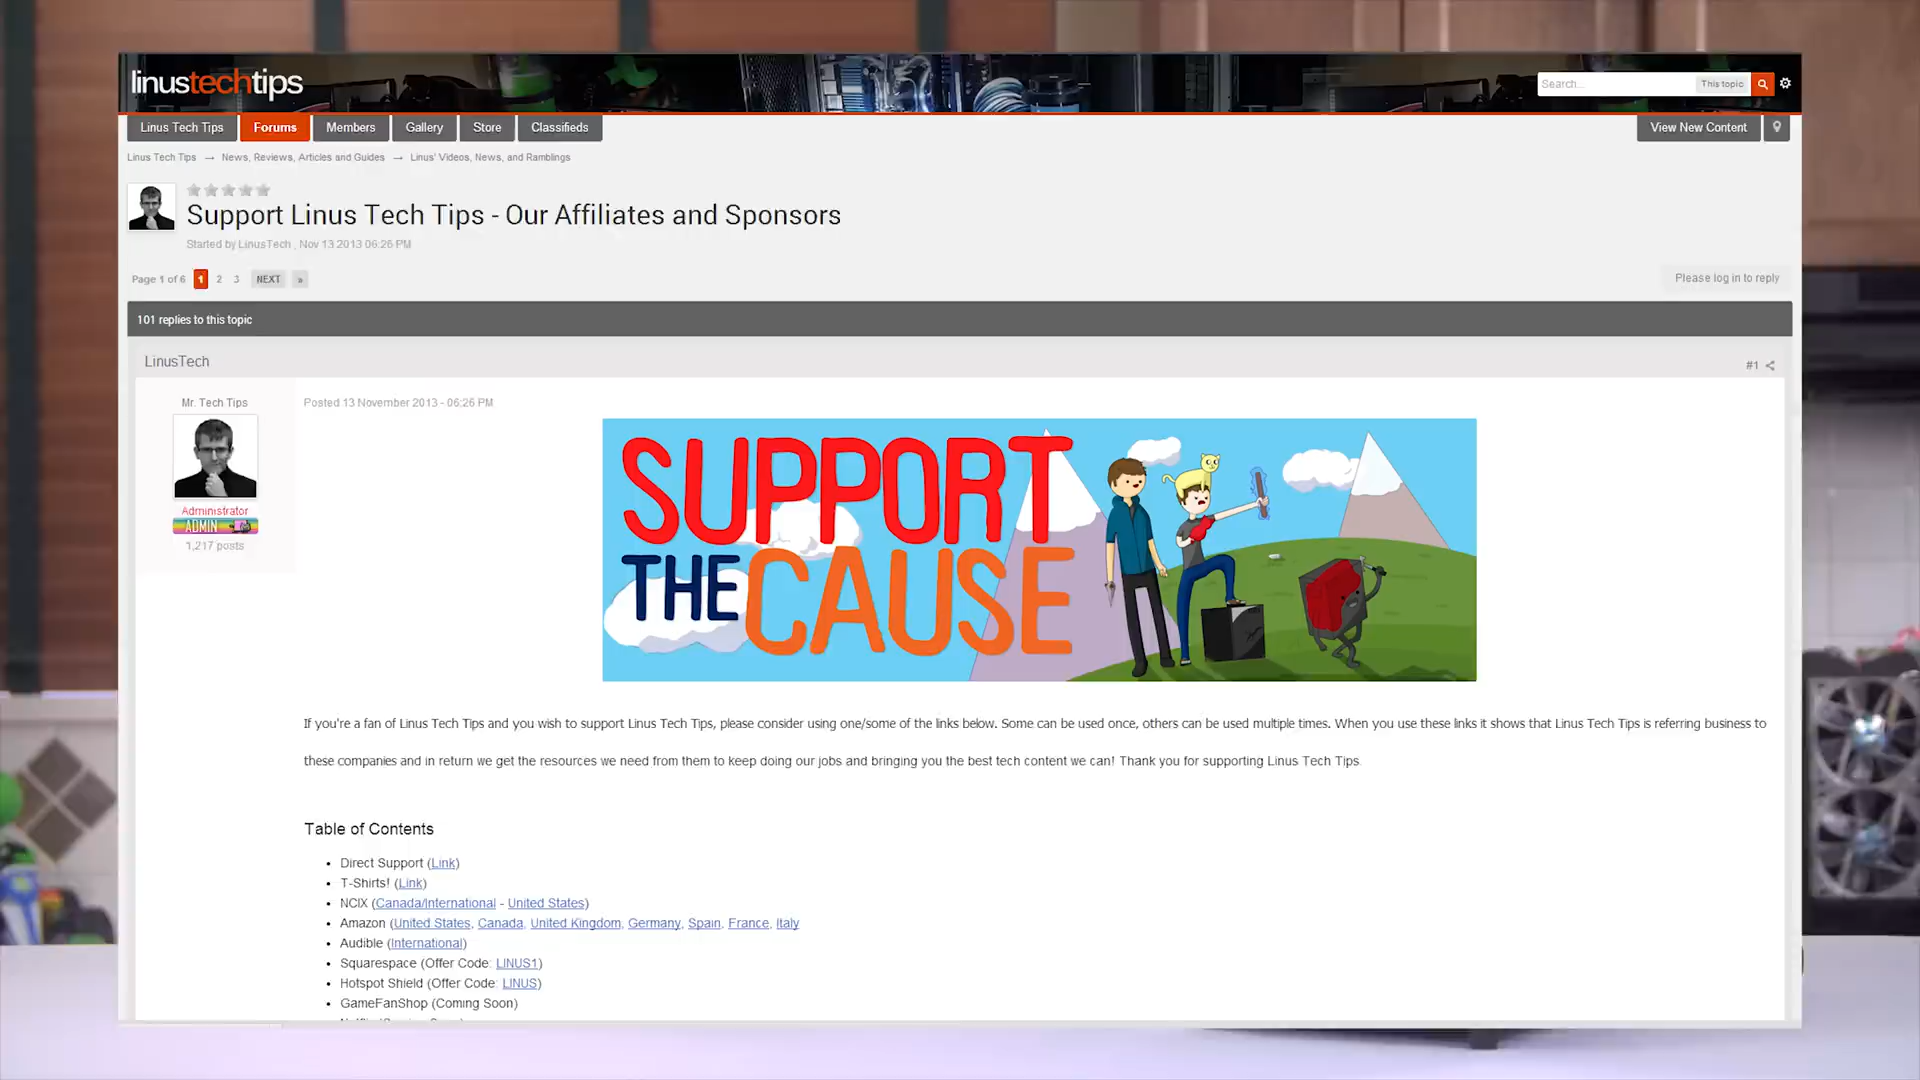 linustechtips
Search... This topic
Linus Tech Tips Forums Members Gallery Store Classifieds View New Content
Linus Tech Tips → News, Reviews, Articles and Guides → Linus' Videos, News, and Ramblings
Support Linus Tech Tips - Our Affiliates and Sponsors
Started by LinusTech , Nov 13 2013 06:26 PM
Page 1 of 6 1 2 3 NEXT »
Please log in to reply
101 replies to this topic
LinusTech
#1
Mr. Tech Tips
Posted 13 November 2013 - 06:26 PM
SUPPORT
THE CAUSE
Administrator
ADMIN
1,217 posts
If you're a fan of Linus Tech Tips and you wish to support Linus Tech Tips, please consider using one/some of the links below. Some can be used once, others can be used multiple times. When you use these links it shows that Linus Tech Tips is referring business to
these companies and in return we get the resources we need from them to keep doing our jobs and bringing you the best tech content we can! Thank you for supporting Linus Tech Tips.
Table of Contents
• Direct Support (Link)
• T-Shirts! (Link)
• NCIX (Canada/International - United States)
• Amazon (United States, Canada, United Kingdom, Germany, Spain, France, Italy
• Audible (International)
• Squarespace (Offer Code: LINUS1)
• Hotspot Shield (Offer Code: LINUS)
• GameFanShop (Coming Soon)